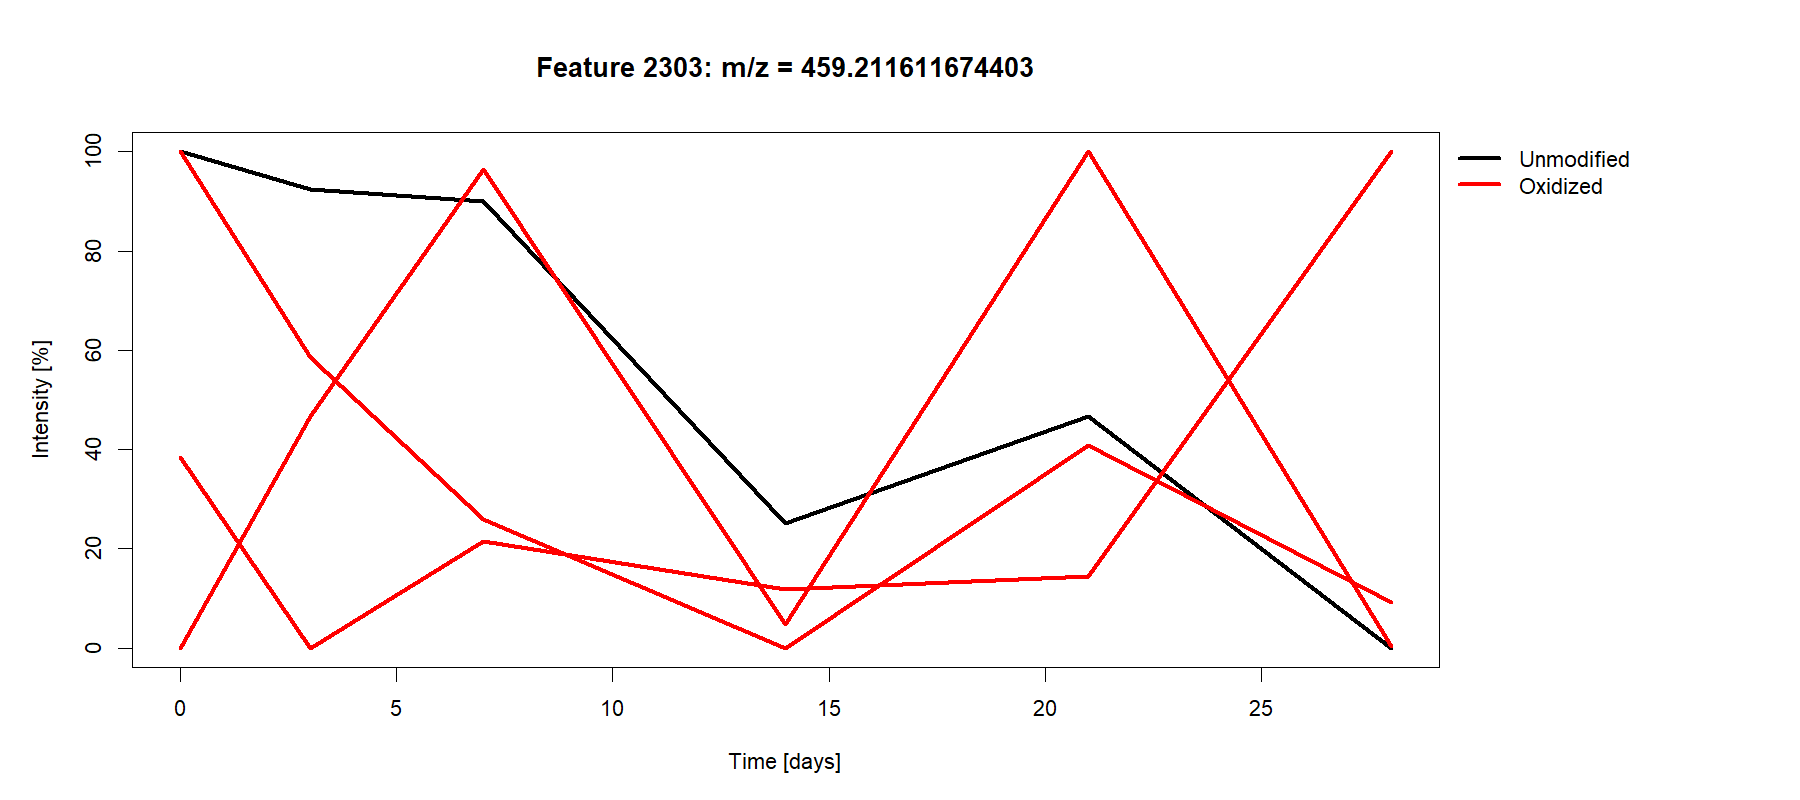 Feature 2303: m/z = 459.211611674403
Unmodified
Oxidized
Intensity [%]
100
80
60
40
20
0
0 5 10 15 20 25
Time [days]